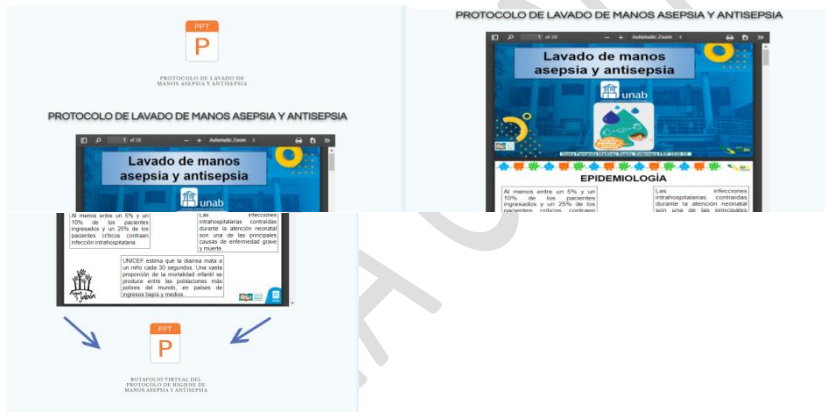 PPT
P
PROTOCOLO DE LAVADO DE
MANOS ASEPSIA Y ANTISEPSIA
PROTOCOLO DE LAVADO DE MANOS ASEPSIA Y ANTISEPSIA
1 of 28
Automatic Zoom
Lavado de manos
asepsia y antisepsia
unab
PROTOCOLO DE LAVADO DE MANOS ASEPSIA Y ANTISEPSIA
1 of 28
Automatic Zoom
Lavado de manos
asepsia y antisepsia
unab
EPIDEMIOLOGÍA
Al menos entre un 5% y un
10% de los pacientes
ingresados y un 25% de los
pacientes críticos contraen
Las infecciones
intrahospitalarias contraídas
durante la atención neonatal
son una de las principales
Al menos entre un 5% y un
10% de los pacientes
ingresados y un 25% de los
pacientes críticos contraen
infección intrahospitalaria.
Las infecciones
intrahospitalarias contraídas
durante la atención neonatal
son una de las principales
causas de enfermedad grave
y muerte.
UNICEF estima que la diarrea mata a
un niño cada 30 segundos. Una vasta
proporción de la mortalidad infantil se
produce entre las poblaciones más
pobres del mundo, en países de
ingresos bajos y medios.
Agua y
jabón
PPT
P
ROTAFOLIO VIRTUAL DEL
PROTOCOLO DE HIGIENE DE
MANOS ASEPSIA Y ANTISEPSIA